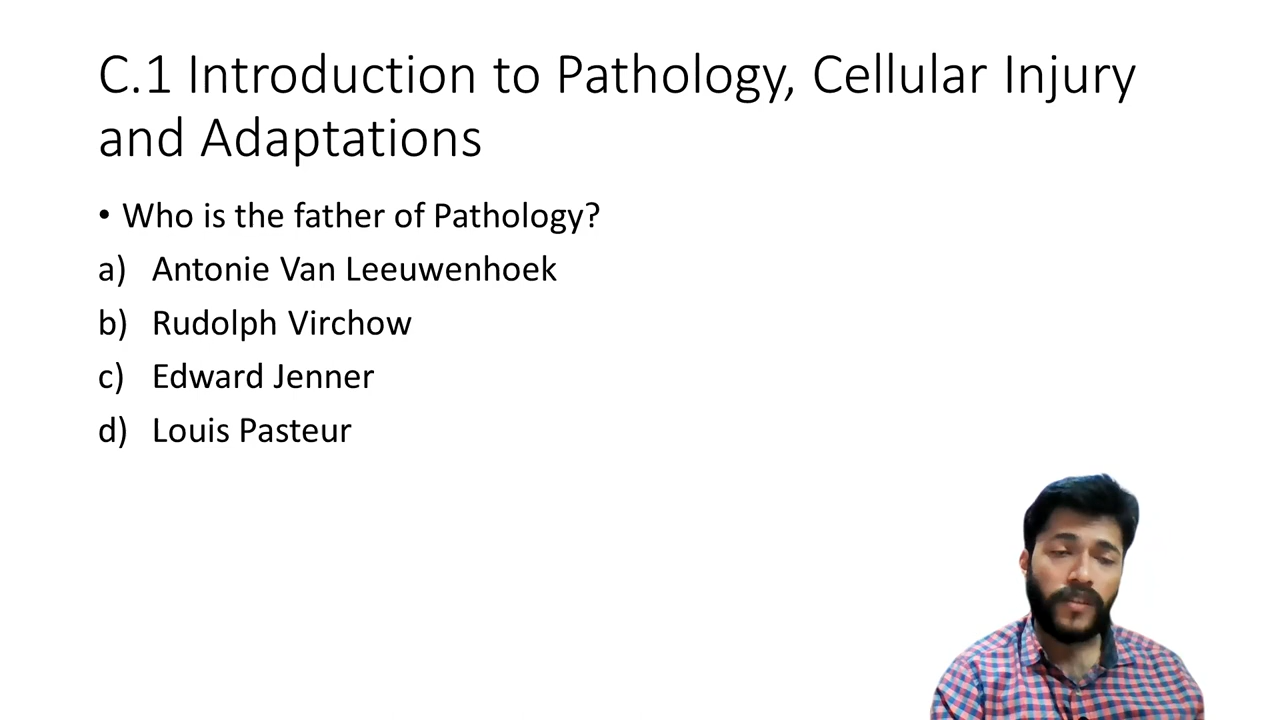 C.1 Introduction to Pathology, Cellular Injury
and Adaptations
• Who is the father of Pathology?
a) Antonie Van Leeuwenhoek
b) Rudolph Virchow
c) Edward Jenner
d) Louis Pasteur